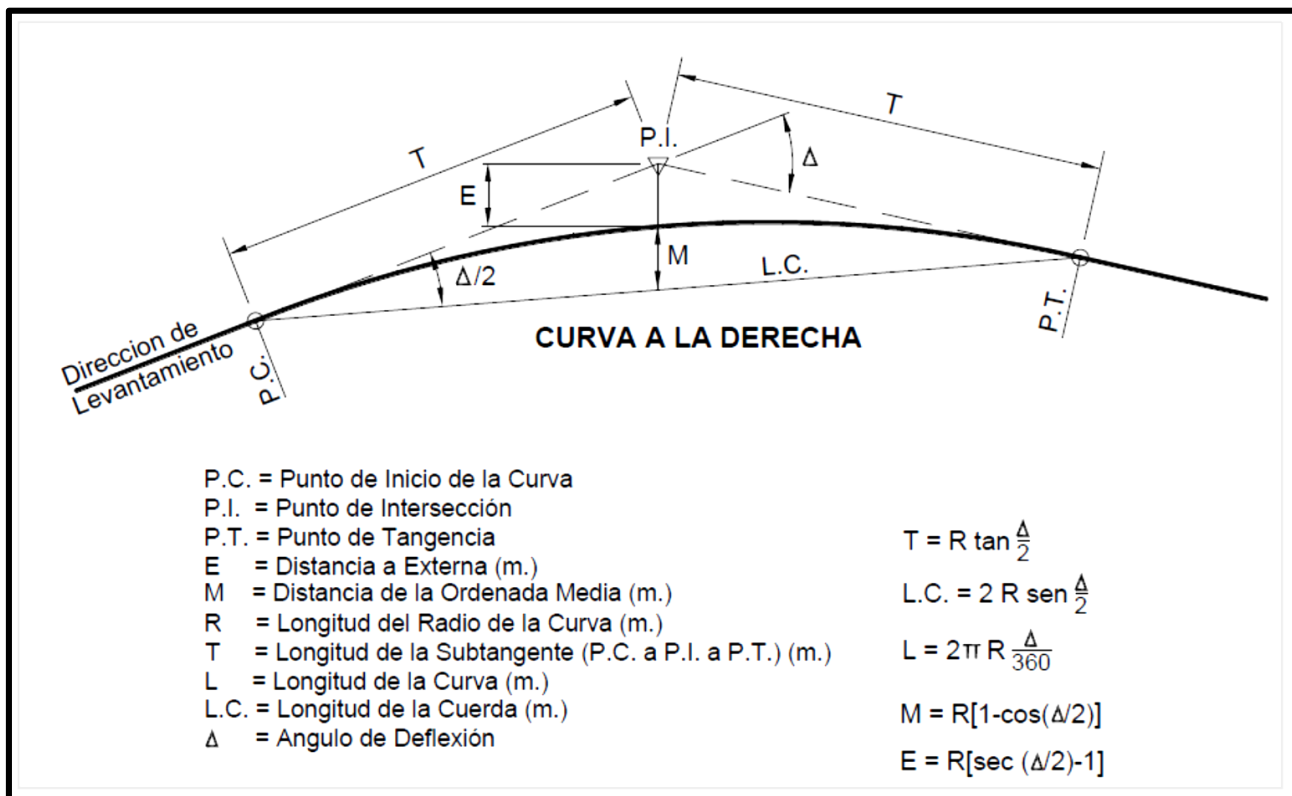 T
T
P.I.
Δ
E
M
Δ/2
L.C.
CURVA A LA DERECHA
Direccion de
Levantamiento
P.C.
P.T.
P.C. = Punto de Inicio de la Curva
P.I. = Punto de Intersección
P.T. = Punto de Tangencia
E = Distancia a Externa (m.)
M = Distancia de la Ordenada Media (m.)
R = Longitud del Radio de la Curva (m.)
T = Longitud de la Subtangente (P.C. a P.I. a P.T.) (m.)
L = Longitud de la Curva (m.)
L.C. = Longitud de la Cuerda (m.)
Δ = Angulo de Deflexión
T = R tan Δ/2
L.C. = 2 R sen Δ/2
L = 2π R Δ/360
M = R[1-cos(Δ/2)]
E = R[sec (Δ/2)-1]